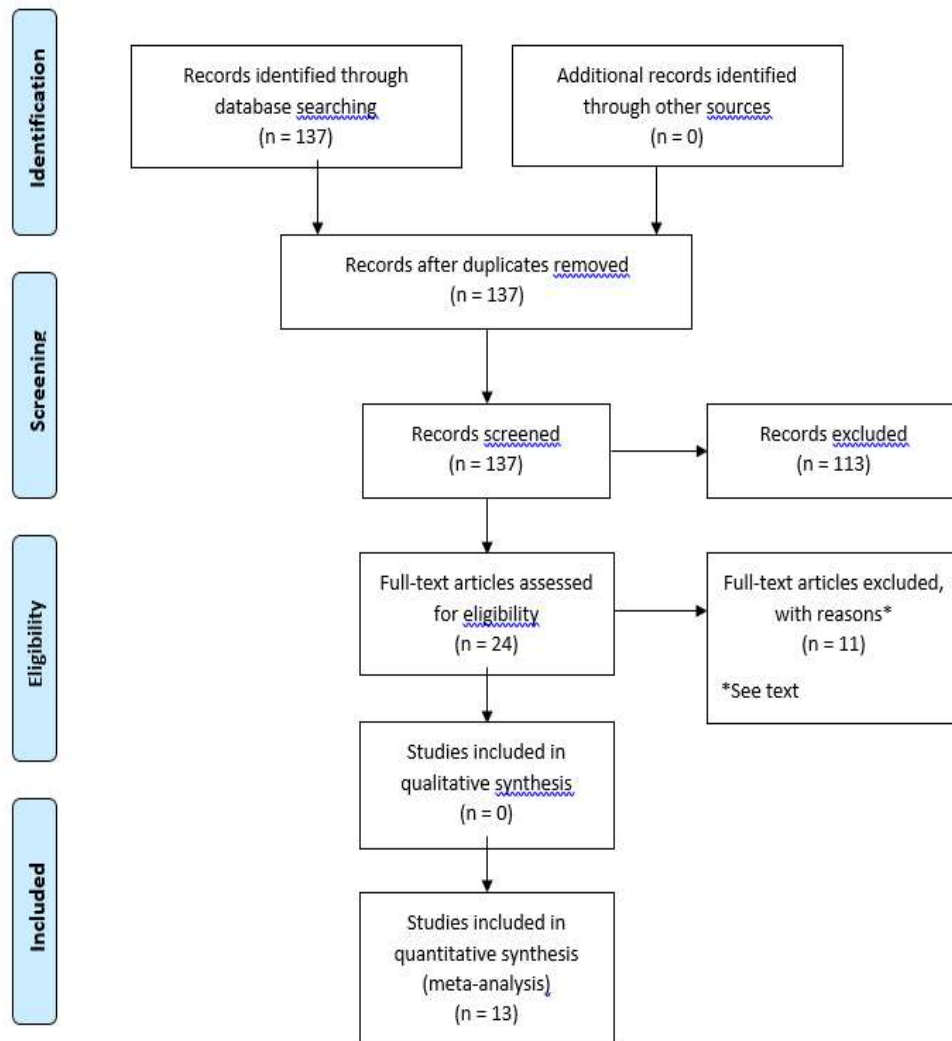 Identification
Records identified through
database searching
(n = 137)
Additional records identified
through other sources
(n = 0)
Screening
Records after duplicates removed
(n = 137)
Records screened
(n = 137)
Records excluded
(n = 113)
Eligibility
Full-text articles assessed
for eligibility
(n = 24)
Full-text articles excluded,
with reasons*
(n = 11)
*See text
Studies included in
qualitative synthesis
(n = 0)
Included
Studies included in
quantitative synthesis
(meta-analysis)
(n = 13)